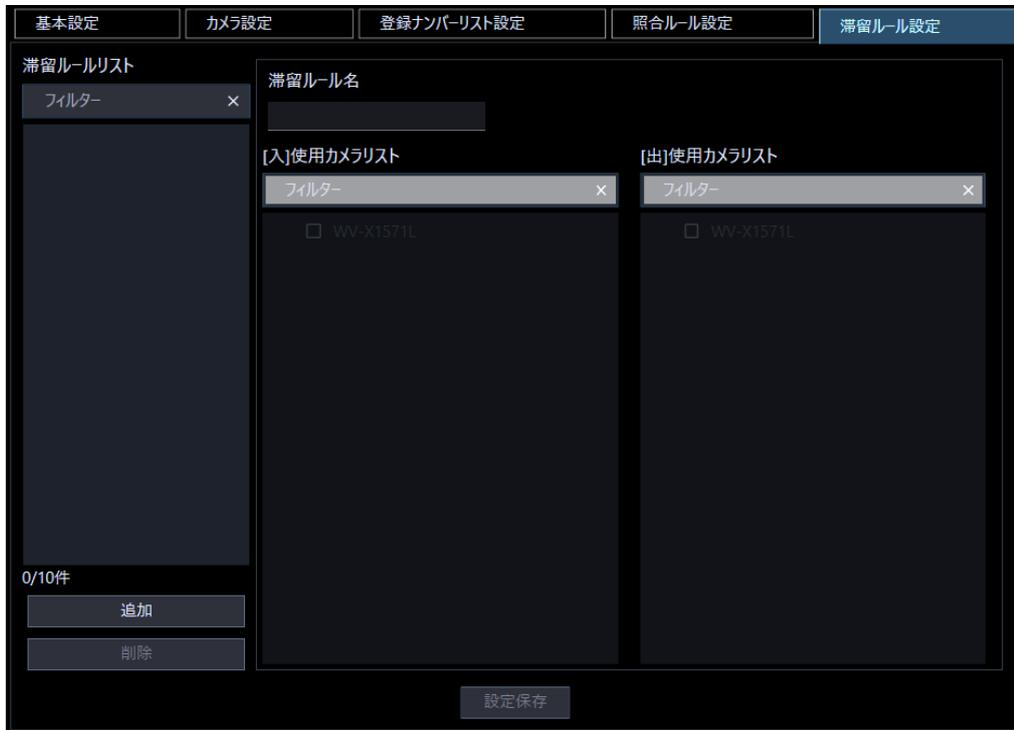 基本設定
カメラ設定
登録ナンバーリスト設定
照合ルール設定
滞留ルール設定
滞留ルールリスト
フィルター ×
0/10件
追加
削除
滞留ルール名
[入]使用カメラリスト
フィルター ×
WV-X1571L
[出]使用カメラリスト
フィルター ×
WV-X1571L
設定保存